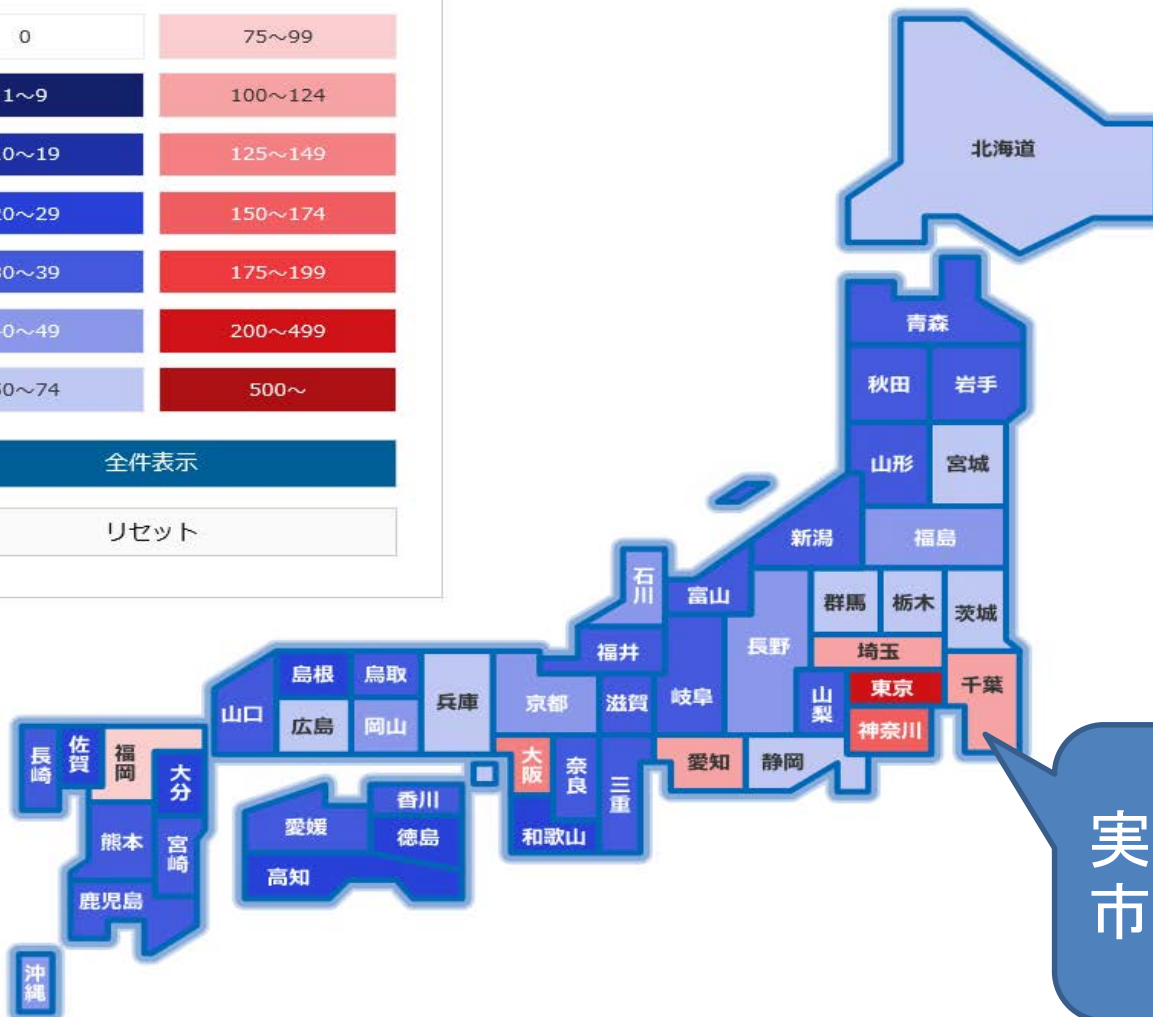 0
75～99
1～9
100～124
0～19
125～149
0～29
150～174
0～39
175～199
0～49
200～499
0～74
500～
全件表示
リセット
北海道
青森
秋田
岩手
山形
宮城
新潟
福島
石川
富山
群馬
栃木
茨城
福井
長野
埼玉
島根
鳥取
兵庫
京都
滋賀
岐阜
山梨
東京
千葉
山口
広島
岡山
神奈川
長崎
佐賀
福岡
大分
大阪
奈良
三重
愛知
静岡
香川
愛媛
徳島
和歌山
熊本
宮崎
高知
鹿児島
沖縄
実
市